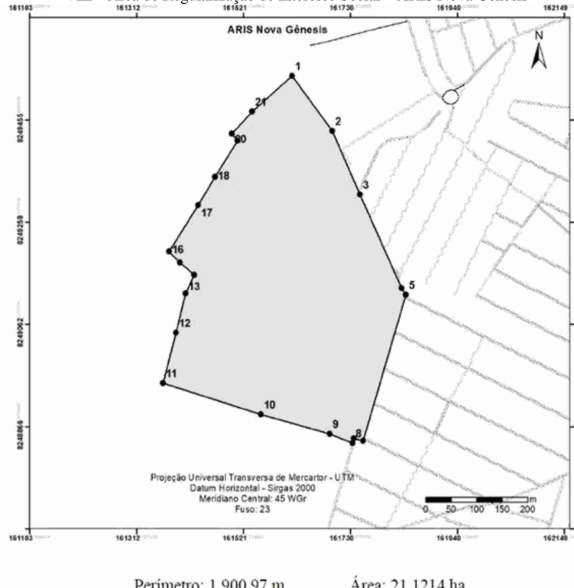 161103 161312 161521 161730 161940 162149
ARIS Nova Gênesis
N
1
21
2
20
18
3
17
16
5
13
12
11
10
9
8
8249455
8249258
8249062
8248866
Projeção Universal Transversa de Mercartor - UTM
Datum Horizontal - Sirgas 2000
Meridiano Central: 45 WGr
Fuso: 23
0 50 100 150 200
m
161103 161312 161521 161730 161940 162149
Perímetro: 1.900,97 m Área: 21,1214 ha